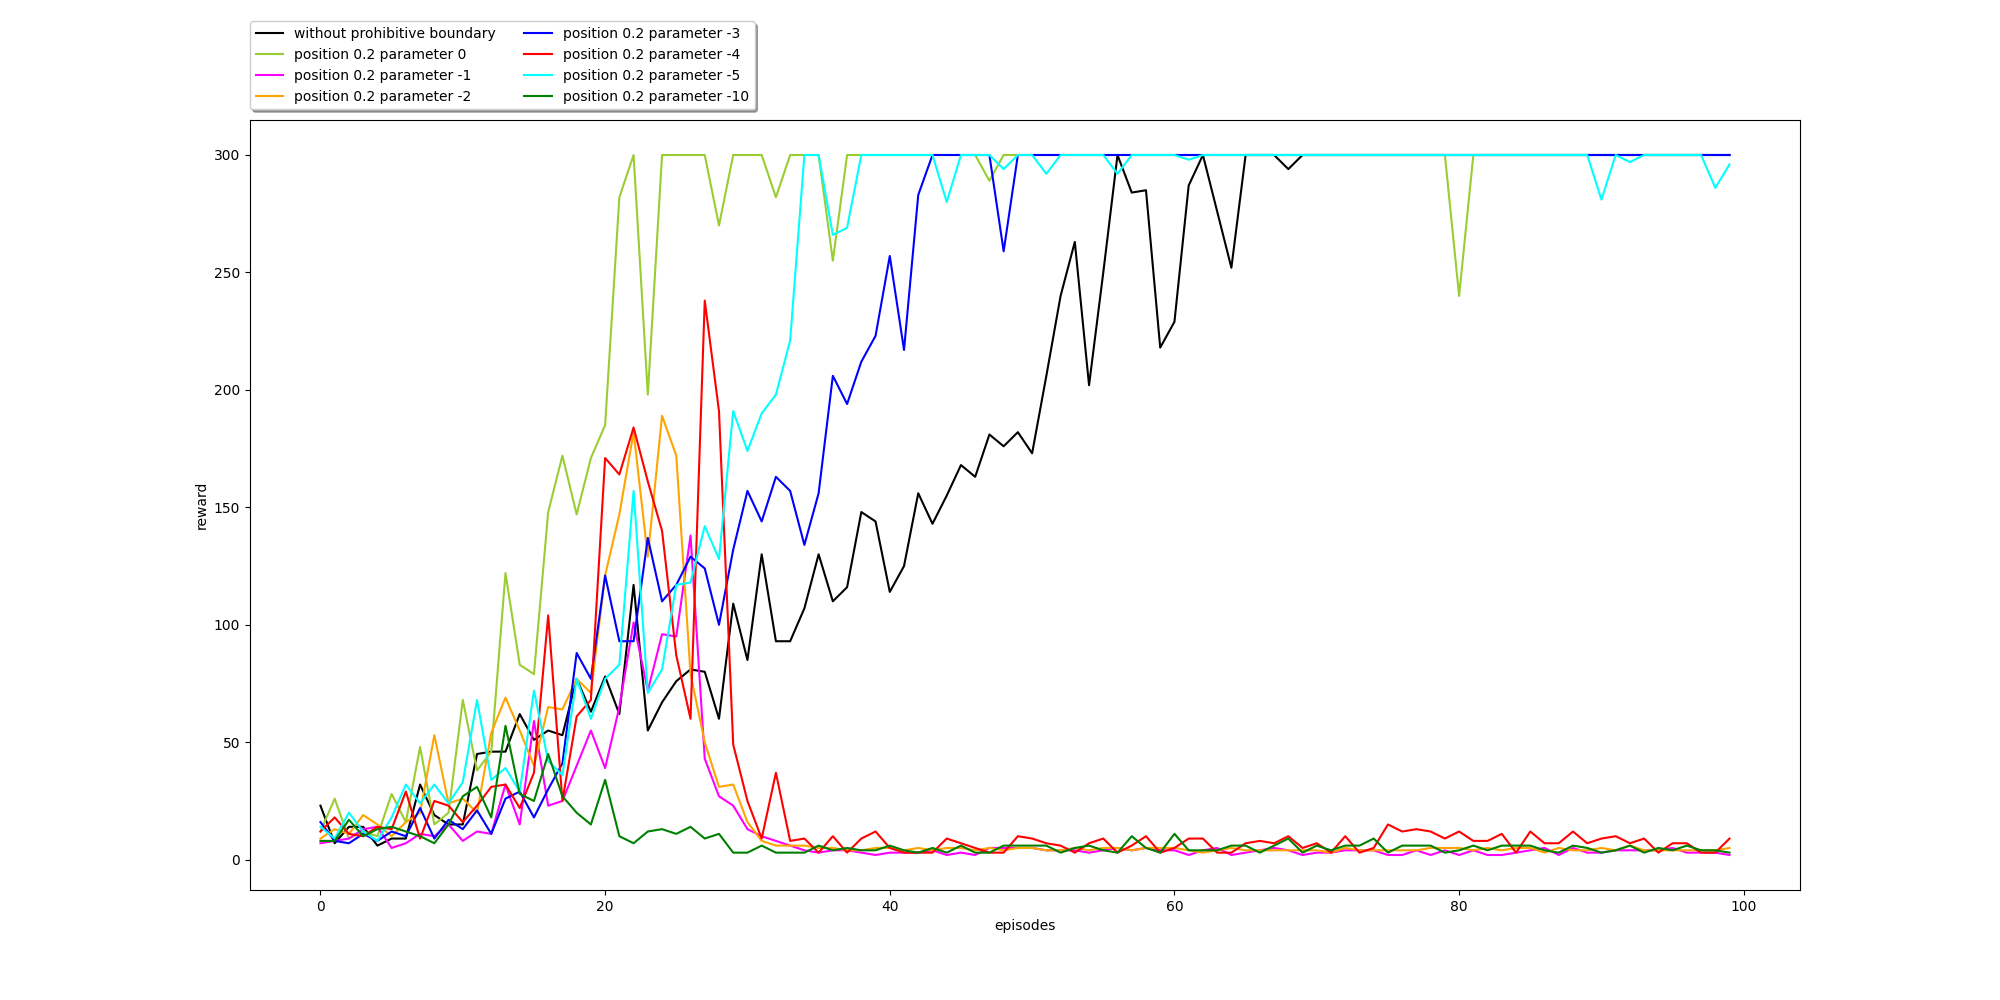 without prohibitive boundary
position 0.2 parameter 0
position 0.2 parameter -1
position 0.2 parameter -2
position 0.2 parameter -3
position 0.2 parameter -4
position 0.2 parameter -5
position 0.2 parameter -10
300
250
200
150
100
50
0
reward
0 20 40 60 80 100
episodes